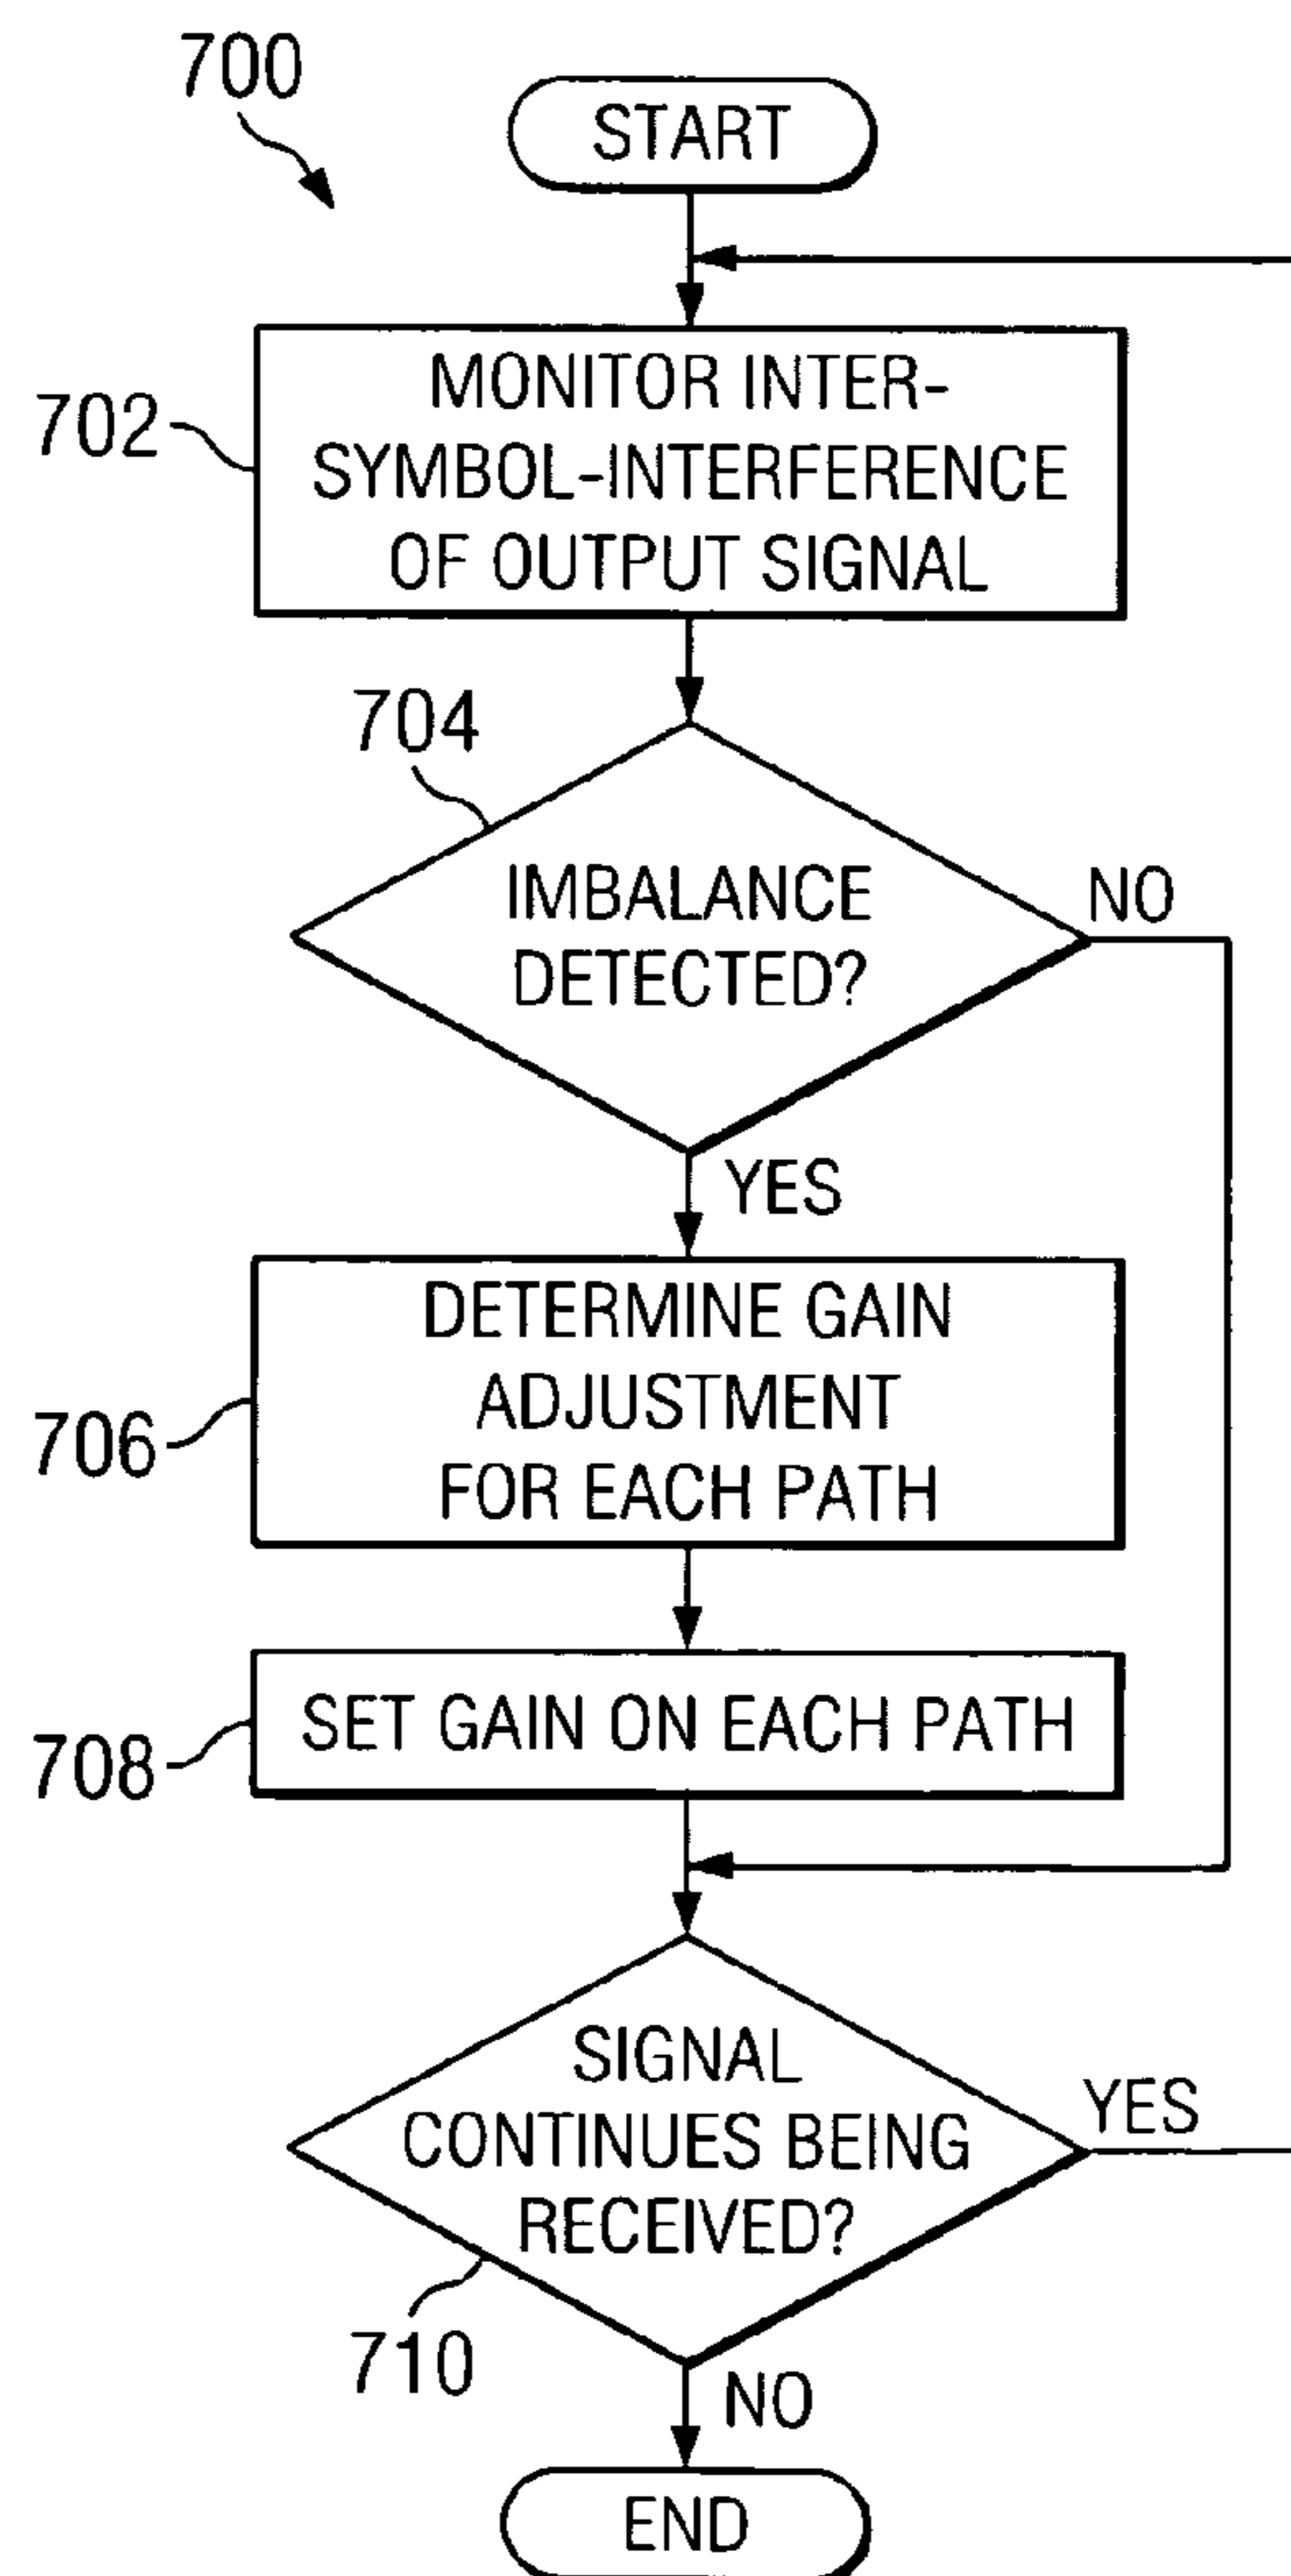 700
START
702
MONITOR INTER-
SYMBOL-INTERFERENCE
OF OUTPUT SIGNAL
704
IMBALANCE
DETECTED?
NO
YES
706
DETERMINE GAIN
ADJUSTMENT
FOR EACH PATH
708
SET GAIN ON EACH PATH
SIGNAL
CONTINUES BEING
RECEIVED?
YES
710
NO
END